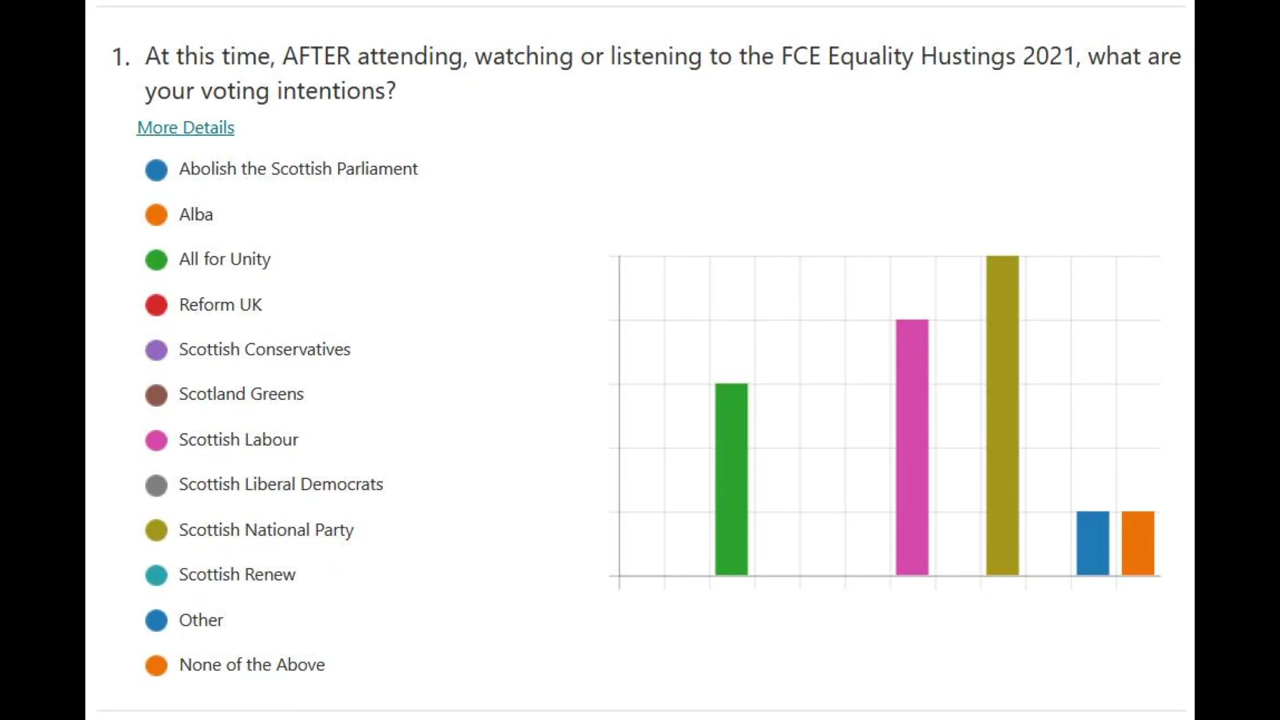 1. At this time, AFTER attending, watching or listening to the FCE Equality Hustings 2021, what are
your voting intentions?
More Details
Abolish the Scottish Parliament
Alba
All for Unity
Reform UK
Scottish Conservatives
Scotland Greens
Scottish Labour
Scottish Liberal Democrats
Scottish National Party
Scottish Renew
Other
None of the Above